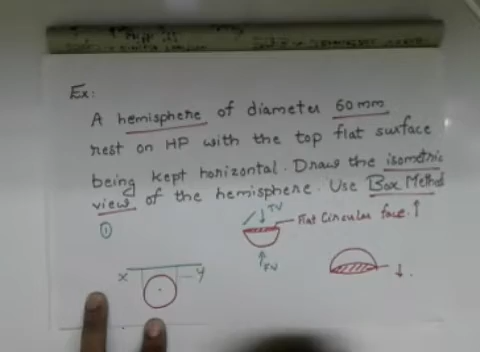 Ex:
A hemisphere of diameter 60 mm
rest on HP with the top flat surface
being kept horizontal. Draw the isometric
view of the hemisphere. Use Box Method
①
TV
Flat Circular face ↑
FV
X
Y